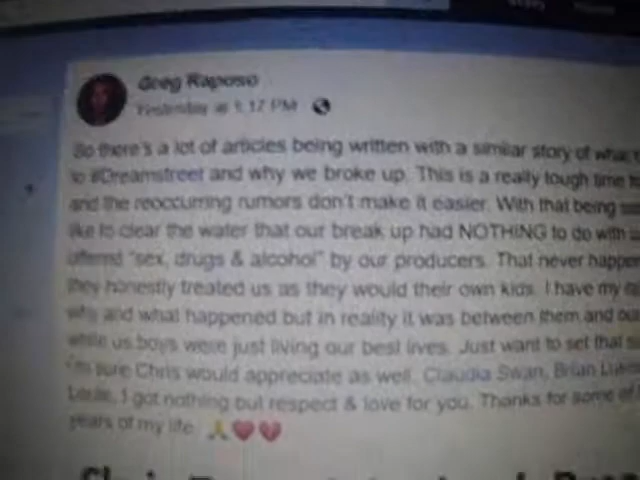 Greg Raposo
Yesterday at PM
So there's a lot of articles being written with a similar story of
to #Dreamstreet and why we broke up. This is a really tough time
and the reoccurring rumors don't make it easier. With that being
like to clear the water that our break up had NOTHING to do with
offered "sex, drugs & alcohol" by our producers. That never
they honestly treated us as they would their own kids. I have my
why and what happened but in reality it was between them and
while us boys were just living our best lives. Just want to set that
I'm sure Chris would appreciate as well. Claudia Swan, Brian
I got nothing but respect & love for you. Thanks for some of
years of my life. 🙏❤️💔